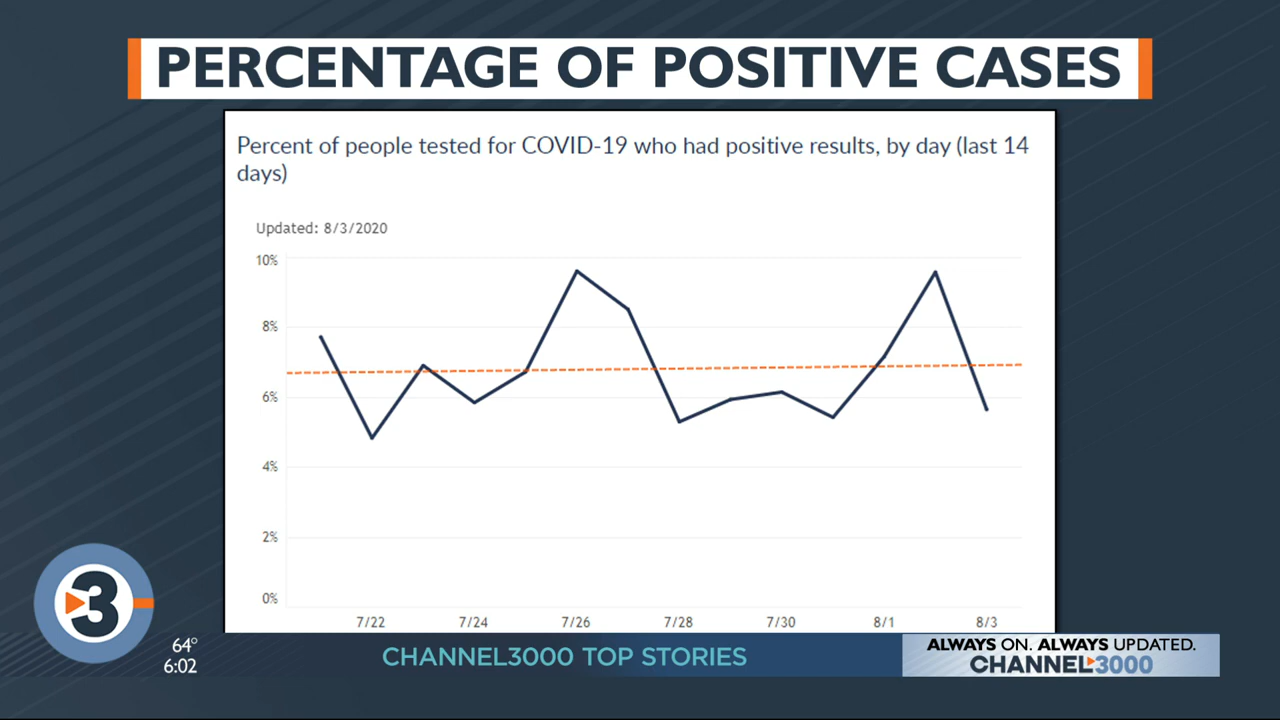 PERCENTAGE OF POSITIVE CASES
Percent of people tested for COVID-19 who had positive results, by day (last 14
days)
Updated: 8/3/2020
10%
8%
6%
4%
2%
0%
7/22 7/24 7/26 7/28 7/30 8/1 8/3
3
64°
6:02
CHANNEL3000 TOP STORIES
ALWAYS ON. ALWAYS UPDATED.
CHANNEL3000